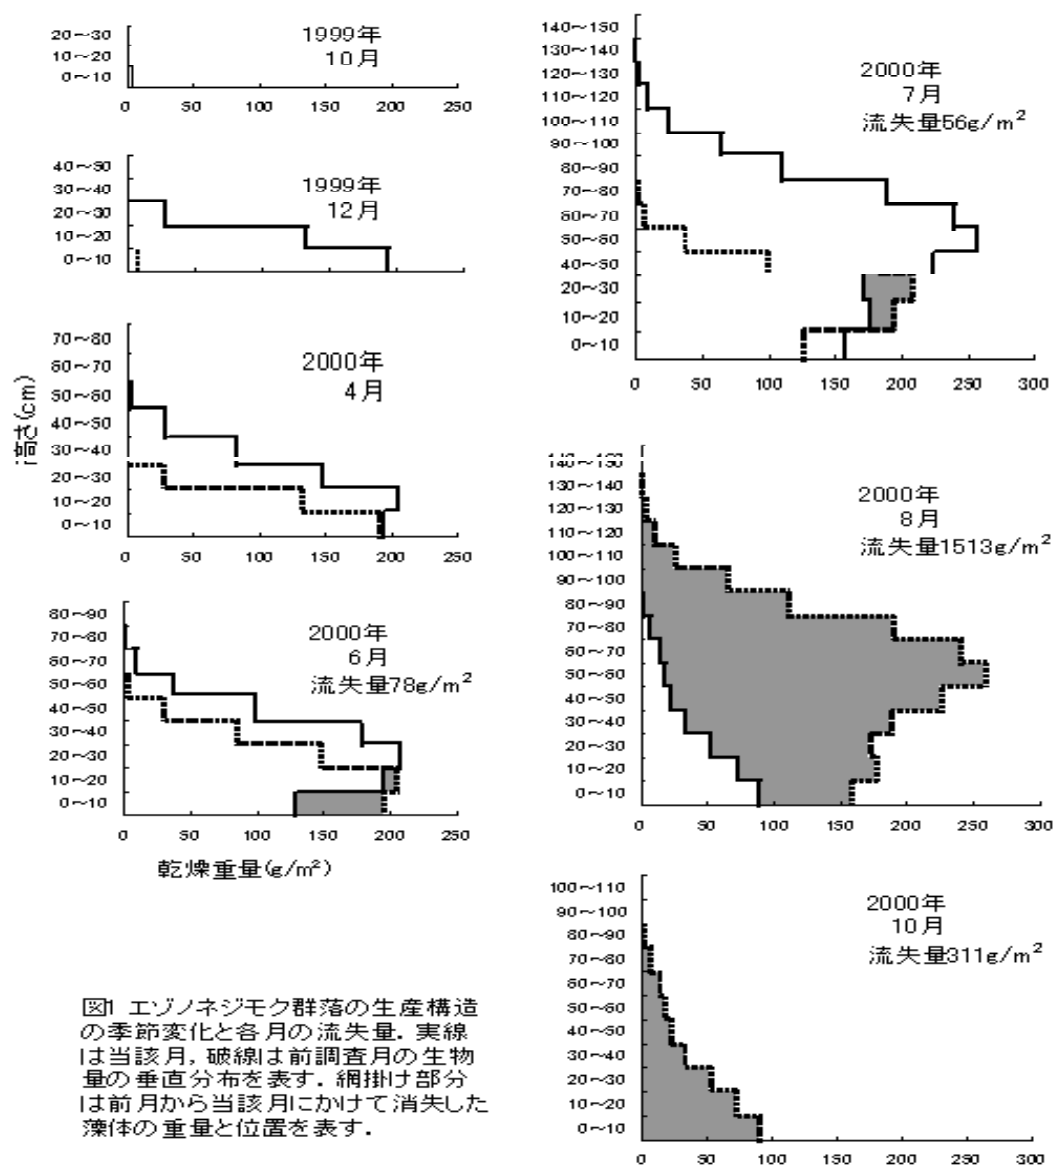 20～30
10～20
0～10
1999年
10月
0 50 100 150 200 250
40～50
30～40
20～30
10～20
0～10
1999年
12月
高さ(cm)
70～80
60～70
50～60
40～50
30～40
20～30
10～20
0～10
2000年
4月
0 50 100 150 200 250
80～90
70～80
60～70
50～60
40～50
30～40
20～30
10～20
0～10
2000年
6月
流失量78g/m²
0 50 100 150 200 250
乾燥重量(g/m²)
140～150
130～140
120～130
110～120
100～110
90～100
80～90
70～80
60～70
50～60
40～50
20～30
10～20
0～10
2000年
7月
流失量56g/m²
0 50 100 150 200 250 300
140～150
130～140
120～130
110～120
100～110
90～100
80～90
70～80
60～70
50～60
40～50
30～40
20～30
10～20
0～10
2000年
8月
流失量1513g/m²
0 50 100 150 200 250 300
100～110
90～100
80～90
70～80
60～70
50～60
40～50
30～40
20～30
10～20
0～10
2000年
10月
流失量311g/m²
0 50 100 150 200 250 300
図1 エゾノネジモク群落の生産構造
の季節変化と各月の流失量．実線
は当該月，破線は前調査月の生物
量の垂直分布を表す．網掛け部分
は前月から当該月にかけて消失した
藻体の重量と位置を表す．